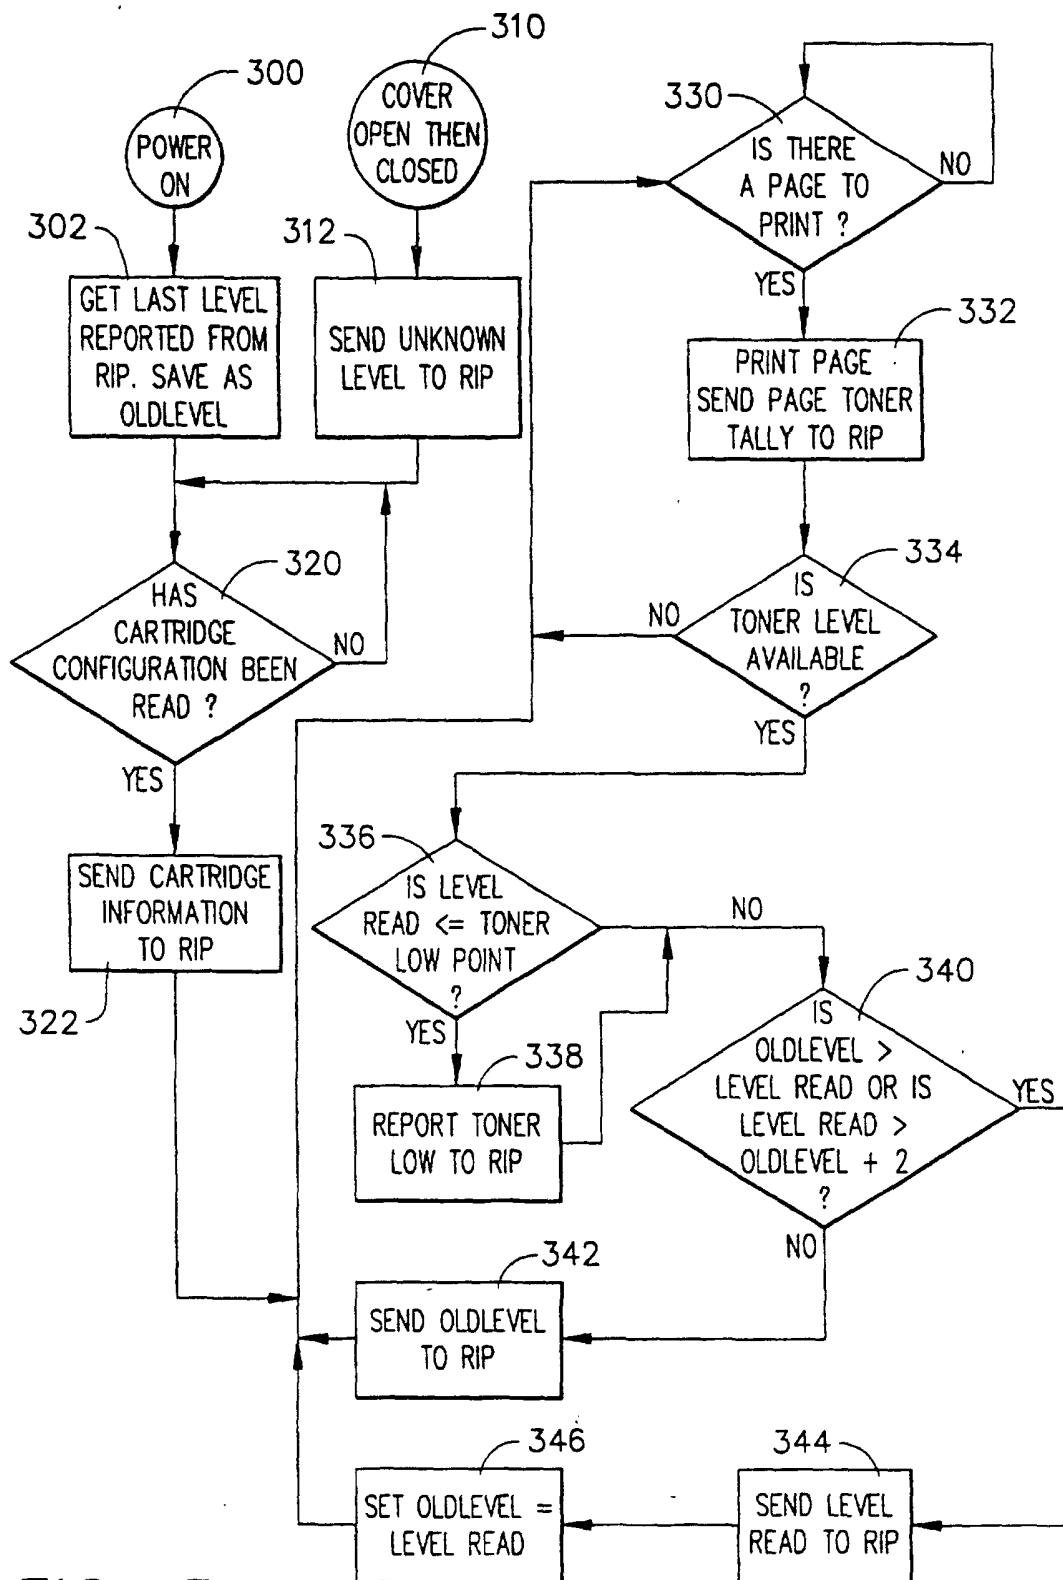 300
POWER
ON
310
COVER
OPEN THEN
CLOSED
302
GET LAST LEVEL
REPORTED FROM
RIP. SAVE AS
OLDLEVEL
312
SEND UNKNOWN
LEVEL TO RIP
320
HAS
CARTRIDGE
CONFIGURATION BEEN
READ ?
NO
YES
SEND CARTRIDGE
INFORMATION
TO RIP
322
330
IS THERE
A PAGE TO
PRINT ?
NO
YES
332
PRINT PAGE
SEND PAGE TONER
TALLY TO RIP
334
IS
TONER LEVEL
AVAILABLE
?
NO
YES
336
IS LEVEL
READ <= TONER
LOW POINT
?
NO
YES
338
REPORT TONER
LOW TO RIP
340
IS
OLDLEVEL >
LEVEL READ OR IS
LEVEL READ >
OLDLEVEL + 2
?
YES
NO
342
SEND OLDLEVEL
TO RIP
344
SEND LEVEL
READ TO RIP
346
SET OLDLEVEL =
LEVEL READ